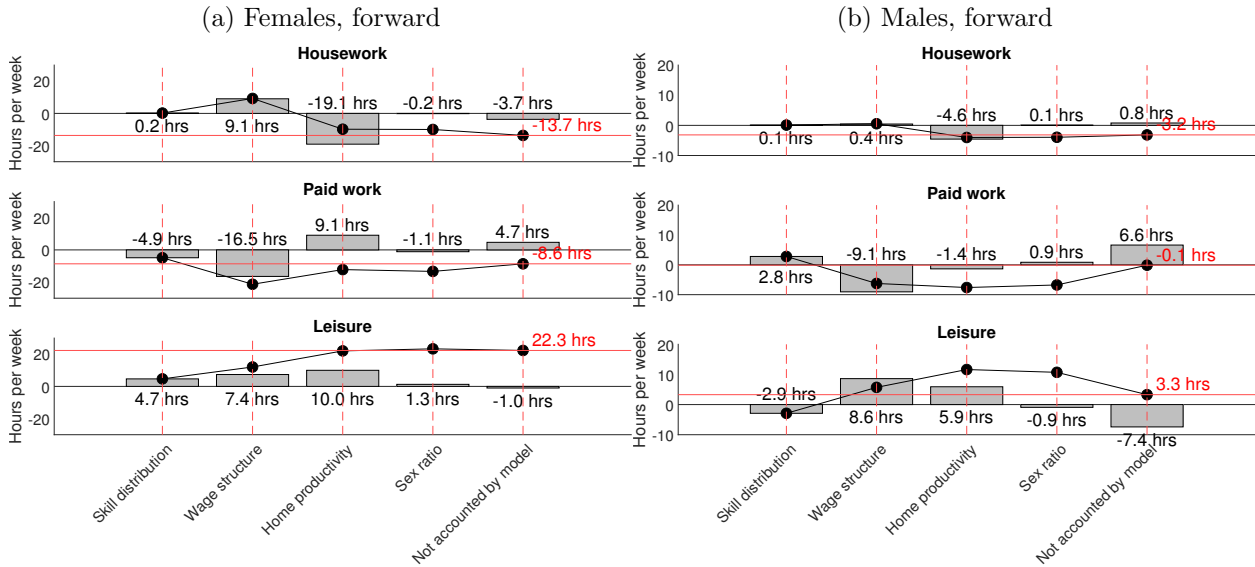 (a) Females, forward
Housework
Hours per week
20
0
-20
0.2 hrs
9.1 hrs
-19.1 hrs
-0.2 hrs
-3.7 hrs
-13.7 hrs
Paid work
Hours per week
20
0
-20
-4.9 hrs
-16.5 hrs
9.1 hrs
-1.1 hrs
4.7 hrs
-8.6 hrs
Leisure
Hours per week
20
0
-20
4.7 hrs
7.4 hrs
10.0 hrs
1.3 hrs
-1.0 hrs
22.3 hrs
Skill distribution
Wage structure
Home productivity
Sex ratio
Not accounted by model
(b) Males, forward
Housework
Hours per week
20
10
0
-10
0.1 hrs
0.4 hrs
-4.6 hrs
0.1 hrs
0.8 hrs
-3.2 hrs
Paid work
Hours per week
20
10
0
-10
2.8 hrs
-9.1 hrs
-1.4 hrs
0.9 hrs
6.6 hrs
-0.1 hrs
Leisure
Hours per week
20
10
0
-10
-2.9 hrs
8.6 hrs
5.9 hrs
-0.9 hrs
-7.4 hrs
3.3 hrs
Skill distribution
Wage structure
Home productivity
Sex ratio
Not accounted by model